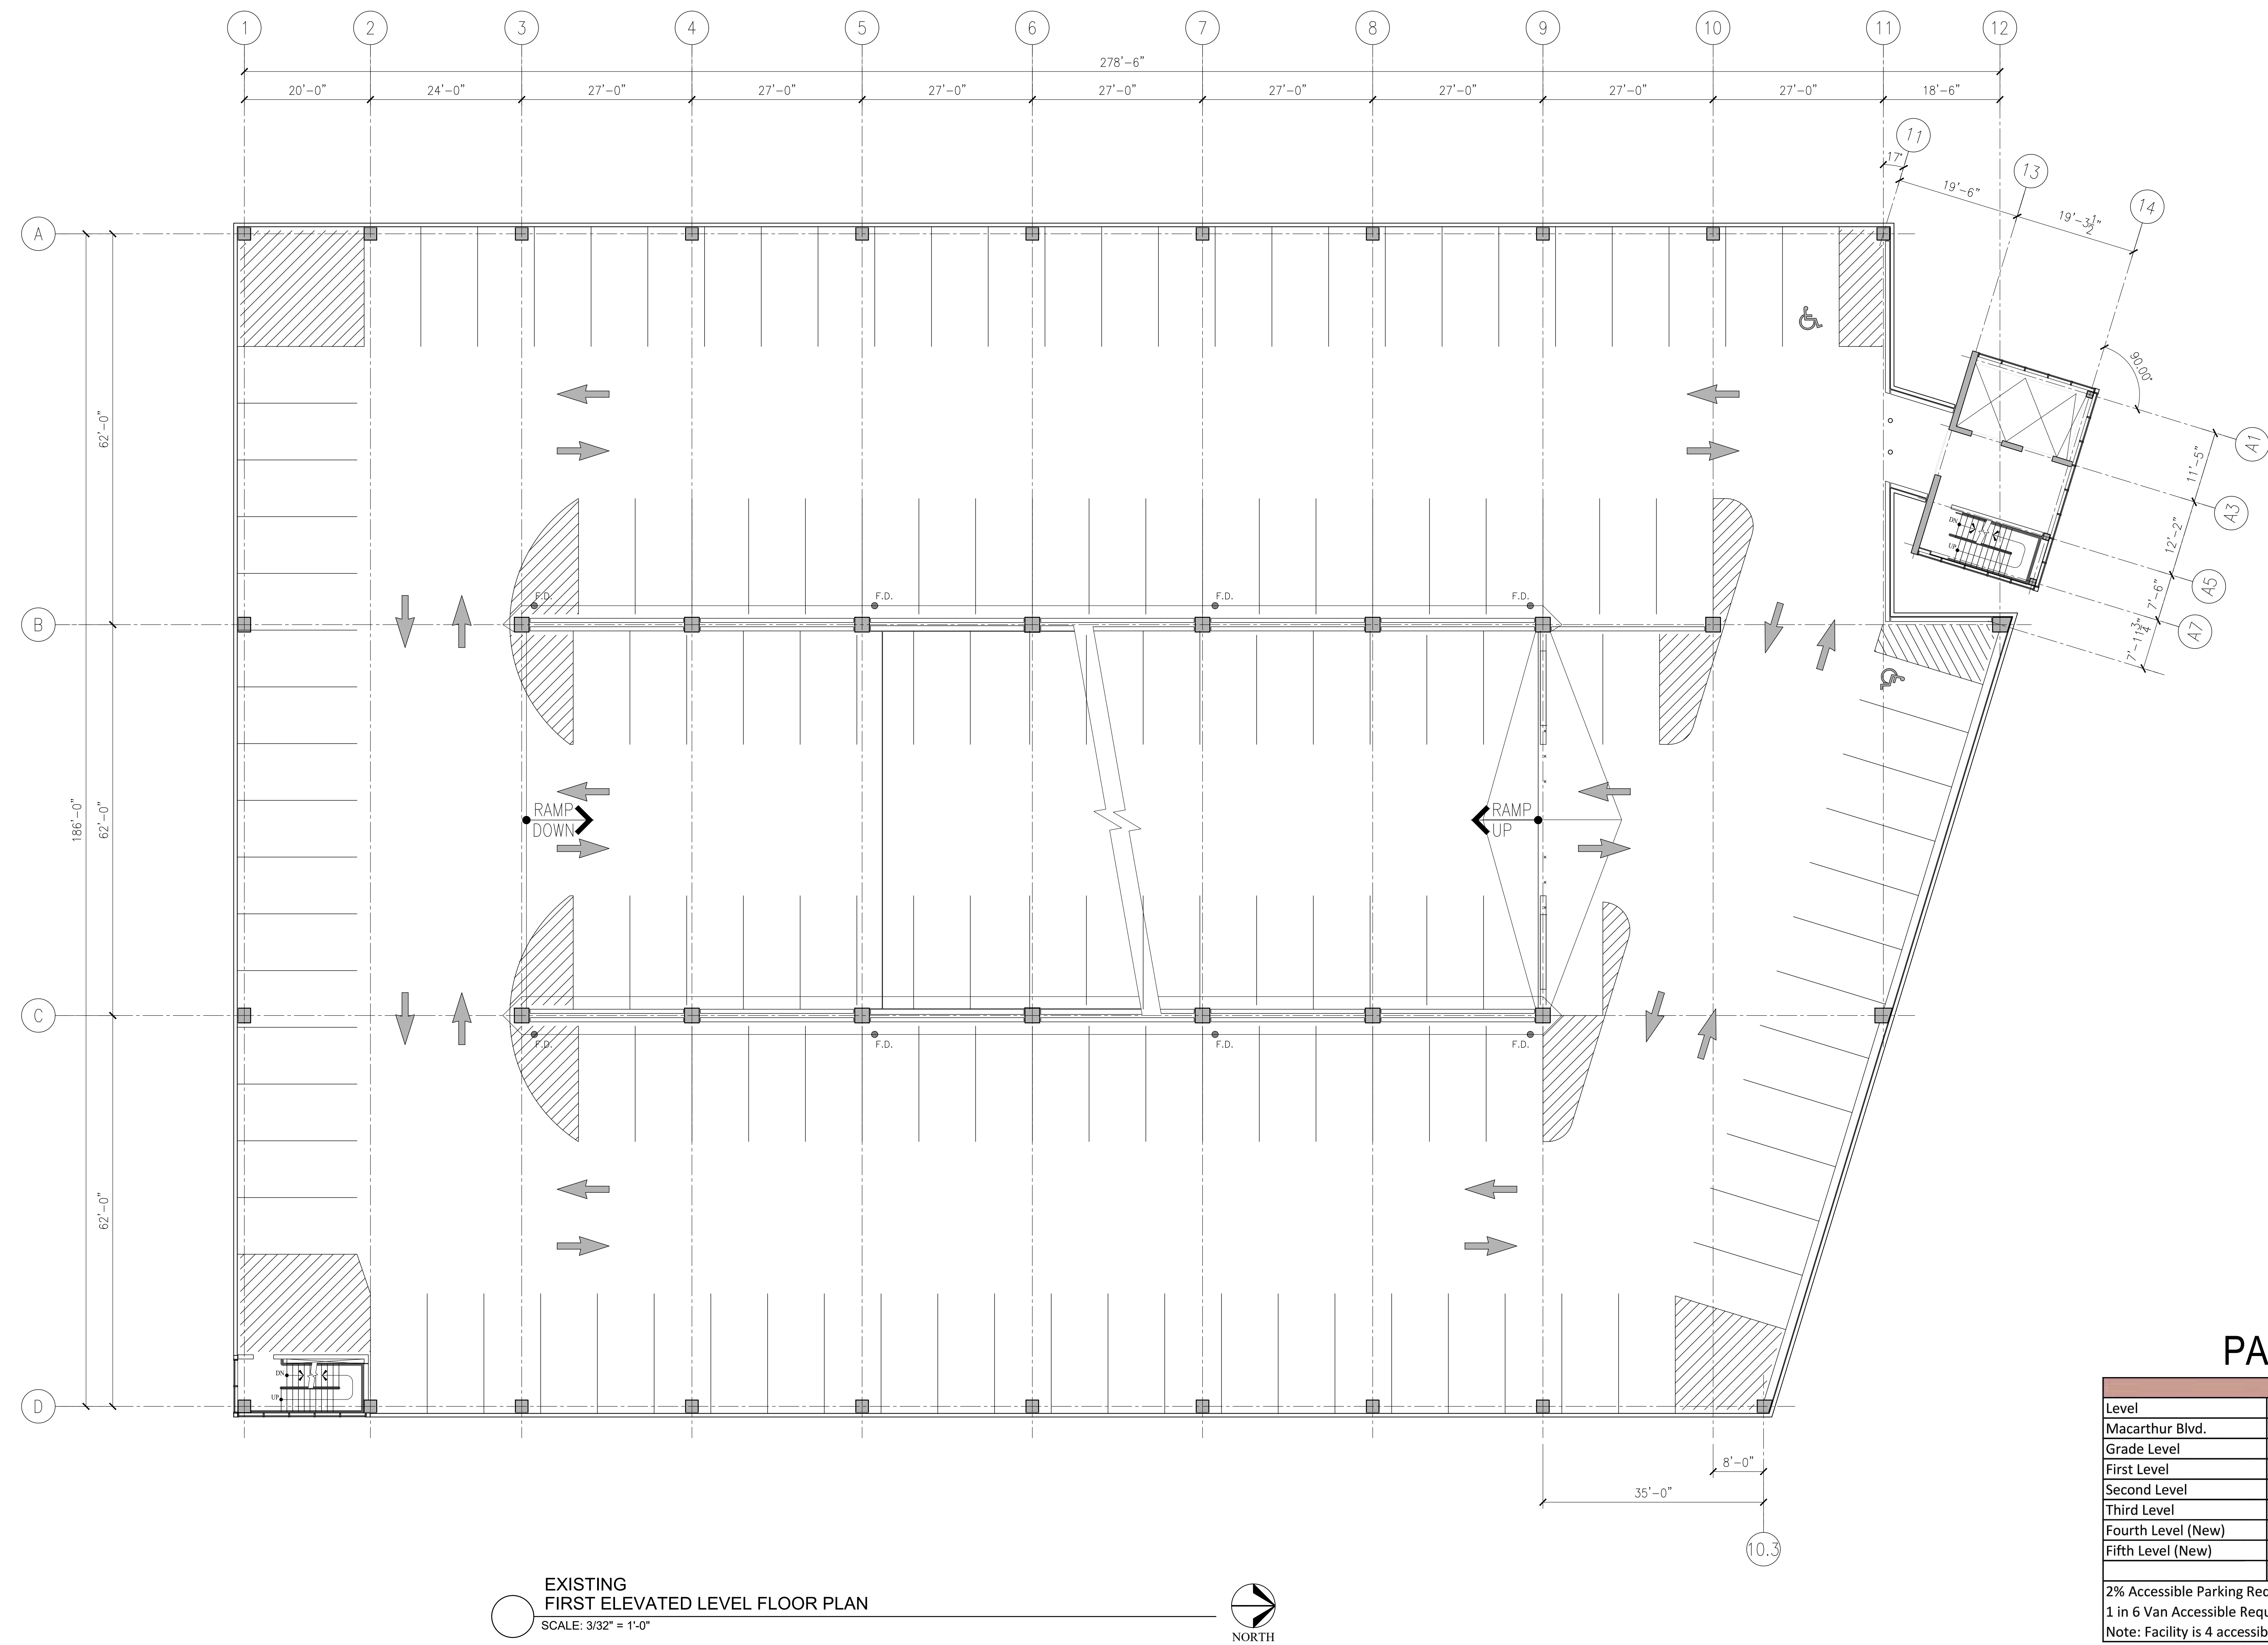 1 2 3 4 5 6 7 8 9 10 11 12
278'-6"
20'-0" 24'-0" 27'-0" 27'-0" 27'-0" 27'-0" 27'-0" 27'-0" 27'-0" 27'-0" 18'-6"
11
17°
13
19'-6"
14
19'-3 1/2"
A
90.00°
62'-0"
A1
11'-5"
A3
DN
UP
12'-2"
A5
F.D. F.D. F.D. F.D.
7'-6"
B
A7
7'-11 3/4"
186'-0"
62'-0"
RAMP
DOWN
RAMP
UP
C
F.D. F.D. F.D. F.D.
62'-0"
DN
UP
D
8'-0"
35'-0"
10.3
EXISTING
FIRST ELEVATED LEVEL FLOOR PLAN
SCALE: 3/32" = 1'-0"
NORTH
Level
Macarthur Blvd.
Grade Level
First Level
Second Level
Third Level
Fourth Level (New)
Fifth Level (New)
2% Accessible Parking
1 in 6 Van Accessible
Note: Facility is 4